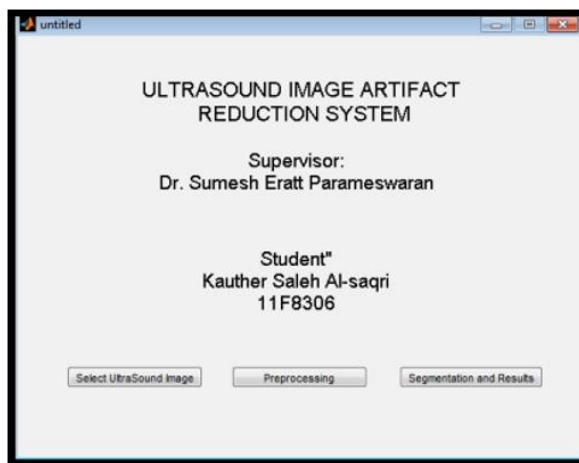 untitled
ULTRASOUND IMAGE ARTIFACT
REDUCTION SYSTEM
Supervisor:
Dr. Sumesh Eratt Parameswaran
Student"
Kauther Saleh Al-saqri
11F8306
Select UltraSound Image
Preprocessing
Segmentation and Results